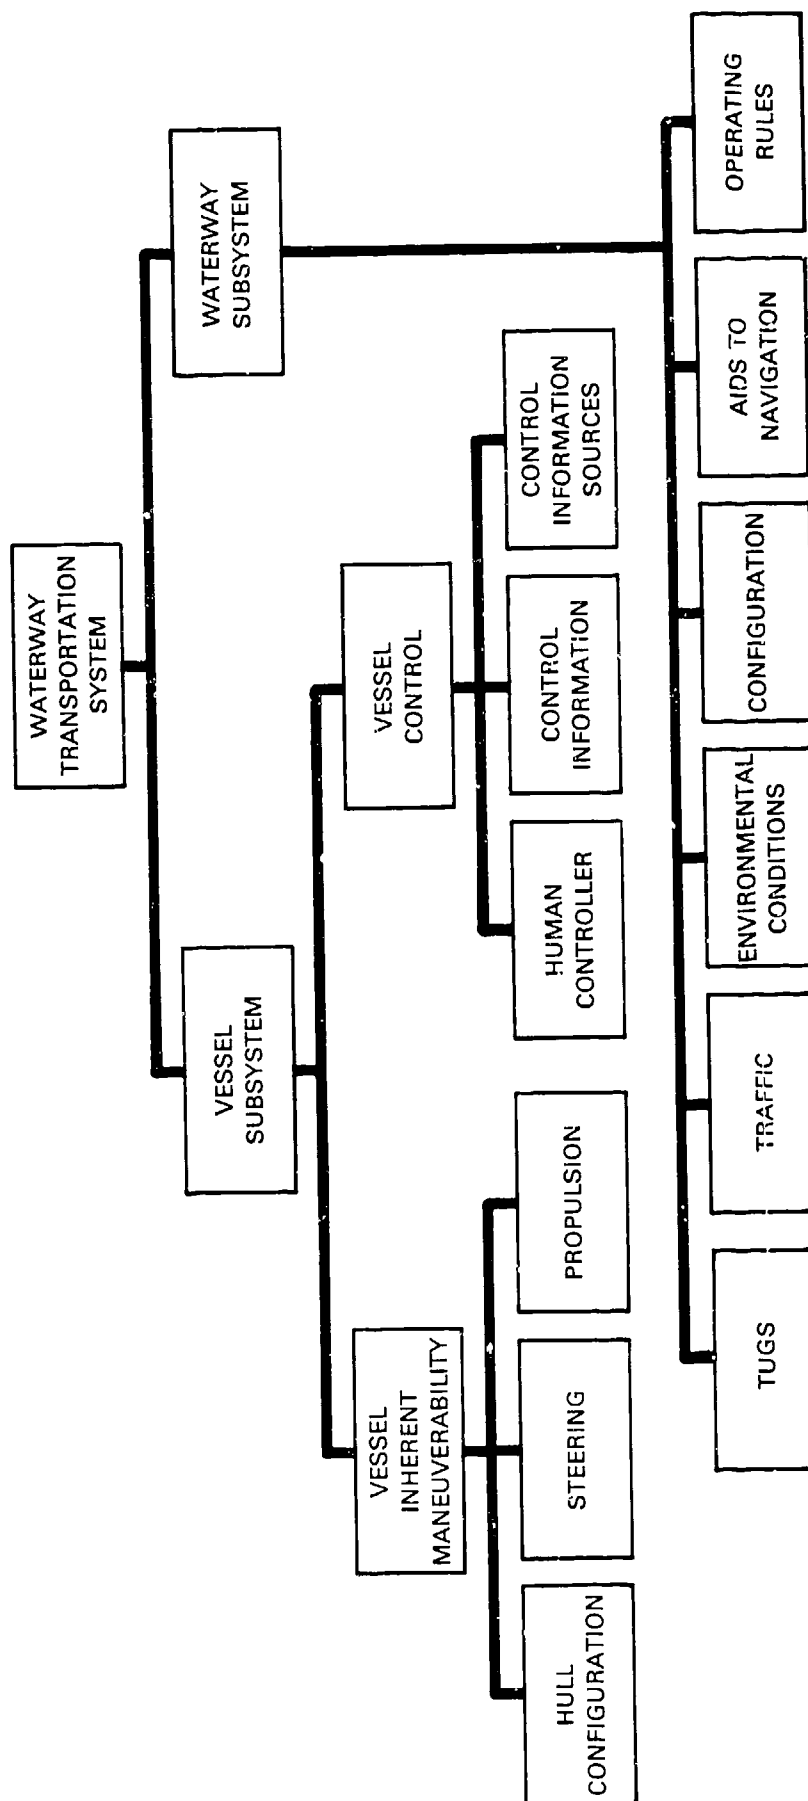 WATERWAY
TRANSPORTATION
SYSTEM
VESSEL
SUBSYSTEM
WATERWAY
SUBSYSTEM
VESSEL
INHERENT
MANEUVERABILITY
VESSEL
CONTROL
HULL
CONFIGURATION
STEERING
PROPULSION
HUMAN
CONTROLLER
CONTROL
INFORMATION
CONTROL
INFORMATION
SOURCES
TUGS
TRAFFIC
ENVIRONMENTAL
CONDITIONS
CONFIGURATION
AIDS TO
NAVIGATION
OPERATING
RULES